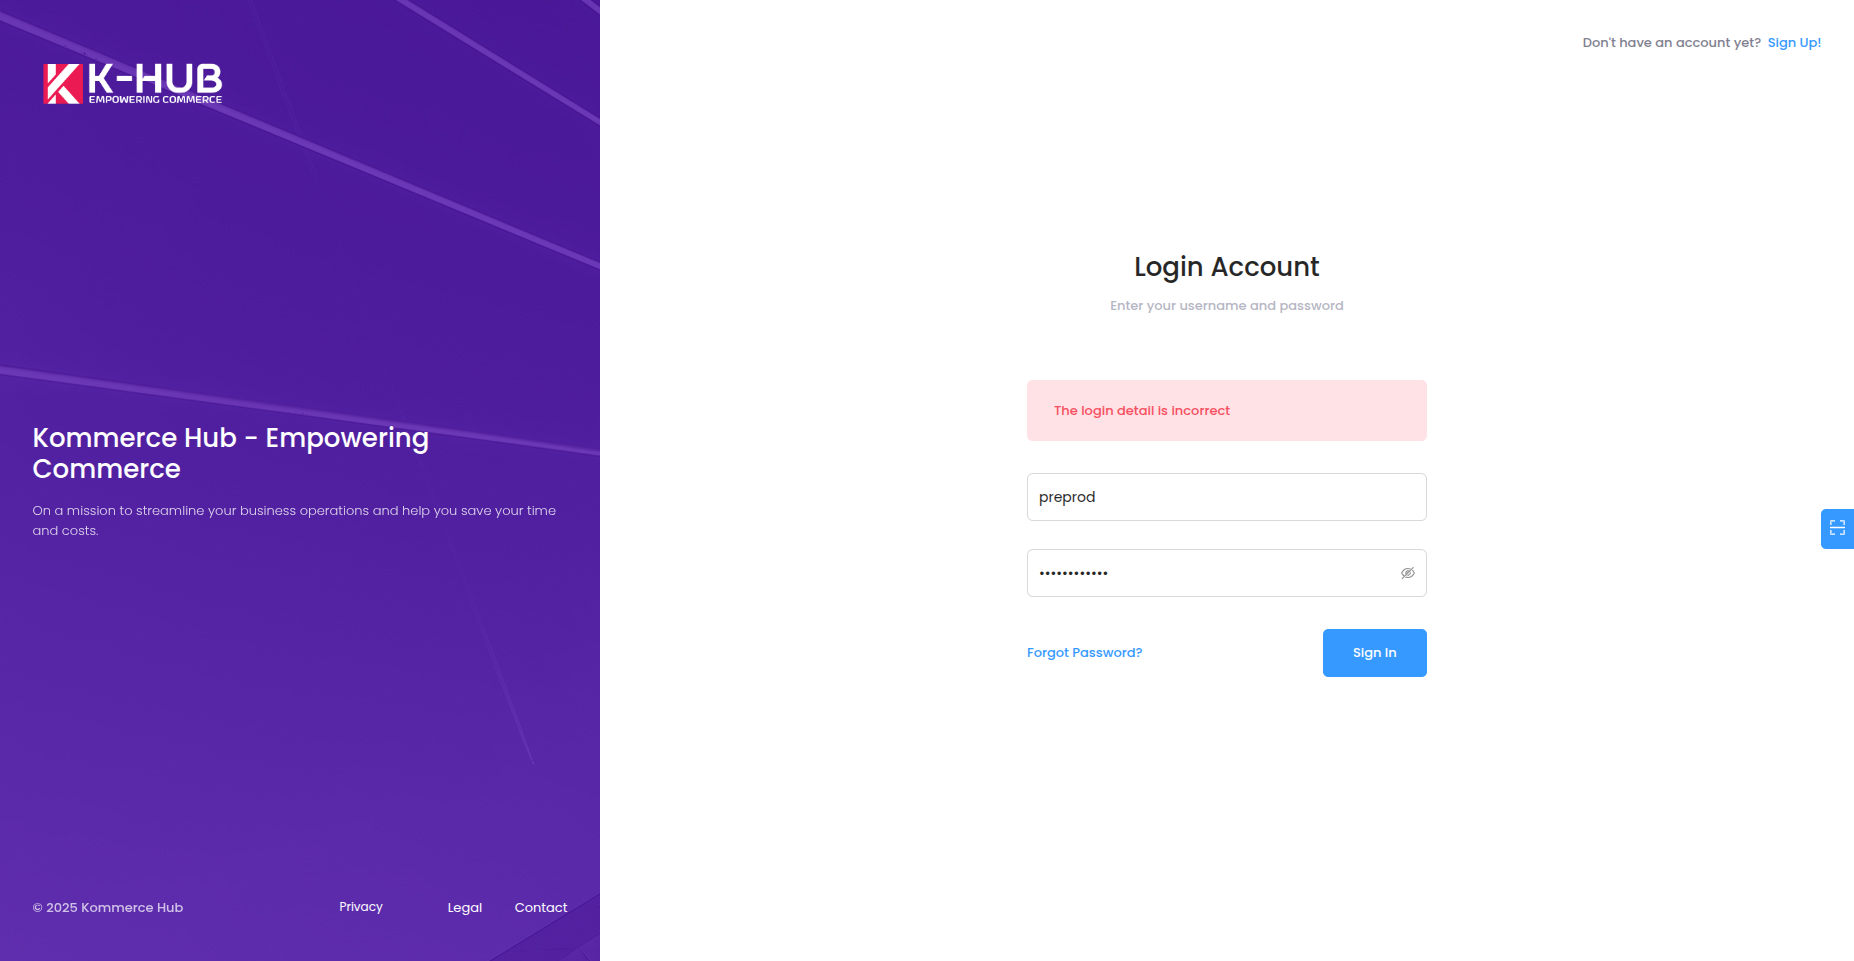 K-HUB
EMPOWERING COMMERCE
Kommerce Hub - Empowering
Commerce
On a mission to streamline your business operations and help you save your time
and costs.
© 2025 Kommerce Hub
Privacy
Legal
Contact
Don't have an account yet? Sign Up!
Login Account
Enter your username and password
The login detail is incorrect
preprod
••••••••••••
Forgot Password?
Sign In